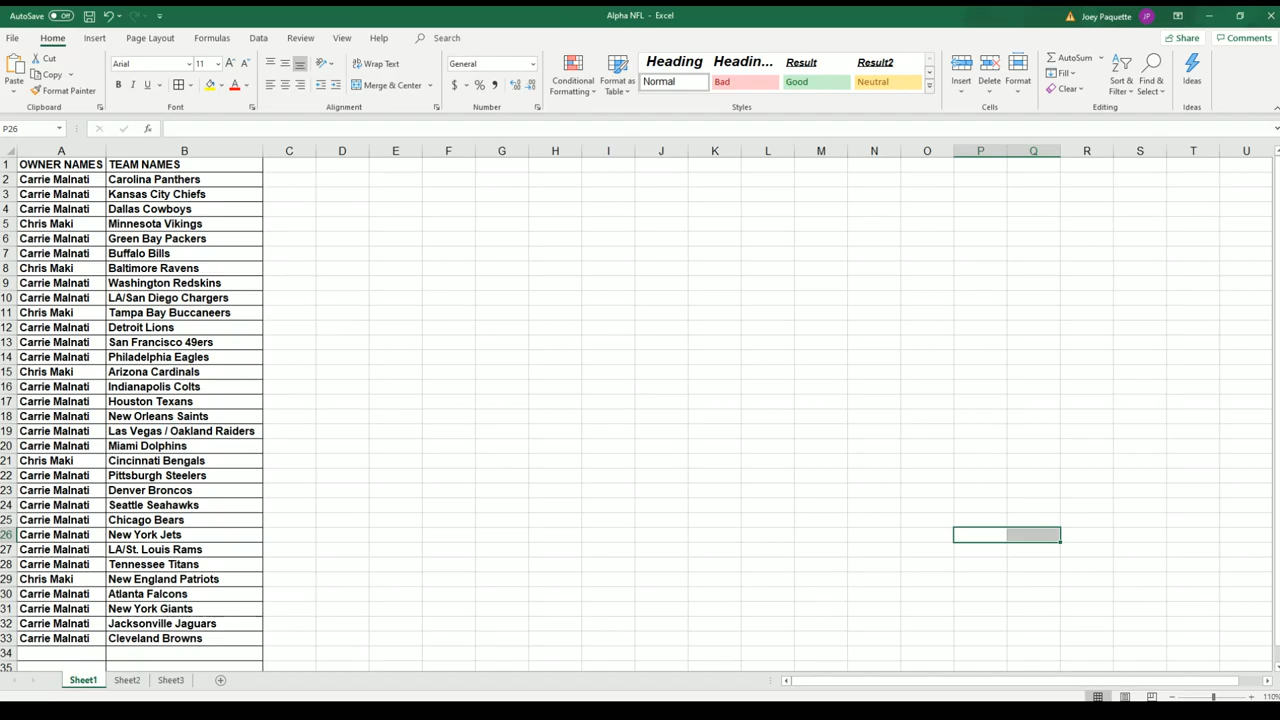 AutoSave Off
Alpha NFL - Excel
Joey Paquette JP
File Home Insert Page Layout Formulas Data Review View Help Search
Share Comments
Paste
Cut
Copy
Format Painter
Clipboard
Arial 11
B I U
Font
Wrap Text
Merge & Center
Alignment
General
$ % ,
Number
Conditional Formatting
Format as Table
Heading Headin... Result Result2
Normal Bad Good Neutral
Styles
Insert Delete Format
Cells
AutoSum
Fill
Clear
Sort & Filter
Find & Select
Editing
Ideas
Ideas
P26 fx
A B C D E F G H I J K L M N O P Q R S T U
1 OWNER NAMES TEAM NAMES
2 Carrie Malnati Carolina Panthers
3 Carrie Malnati Kansas City Chiefs
4 Carrie Malnati Dallas Cowboys
5 Chris Maki Minnesota Vikings
6 Carrie Malnati Green Bay Packers
7 Carrie Malnati Buffalo Bills
8 Chris Maki Baltimore Ravens
9 Carrie Malnati Washington Redskins
10 Carrie Malnati LA/San Diego Chargers
11 Chris Maki Tampa Bay Buccaneers
12 Carrie Malnati Detroit Lions
13 Carrie Malnati San Francisco 49ers
14 Carrie Malnati Philadelphia Eagles
15 Chris Maki Arizona Cardinals
16 Carrie Malnati Indianapolis Colts
17 Carrie Malnati Houston Texans
18 Carrie Malnati New Orleans Saints
19 Carrie Malnati Las Vegas / Oakland Raiders
20 Carrie Malnati Miami Dolphins
21 Chris Maki Cincinnati Bengals
22 Carrie Malnati Pittsburgh Steelers
23 Carrie Malnati Denver Broncos
24 Carrie Malnati Seattle Seahawks
25 Carrie Malnati Chicago Bears
26 Carrie Malnati New York Jets
27 Carrie Malnati LA/St. Louis Rams
28 Carrie Malnati Tennessee Titans
29 Chris Maki New England Patriots
30 Carrie Malnati Atlanta Falcons
31 Carrie Malnati New York Giants
32 Carrie Malnati Jacksonville Jaguars
33 Carrie Malnati Cleveland Browns
34
35
Sheet1 Sheet2 Sheet3
110%